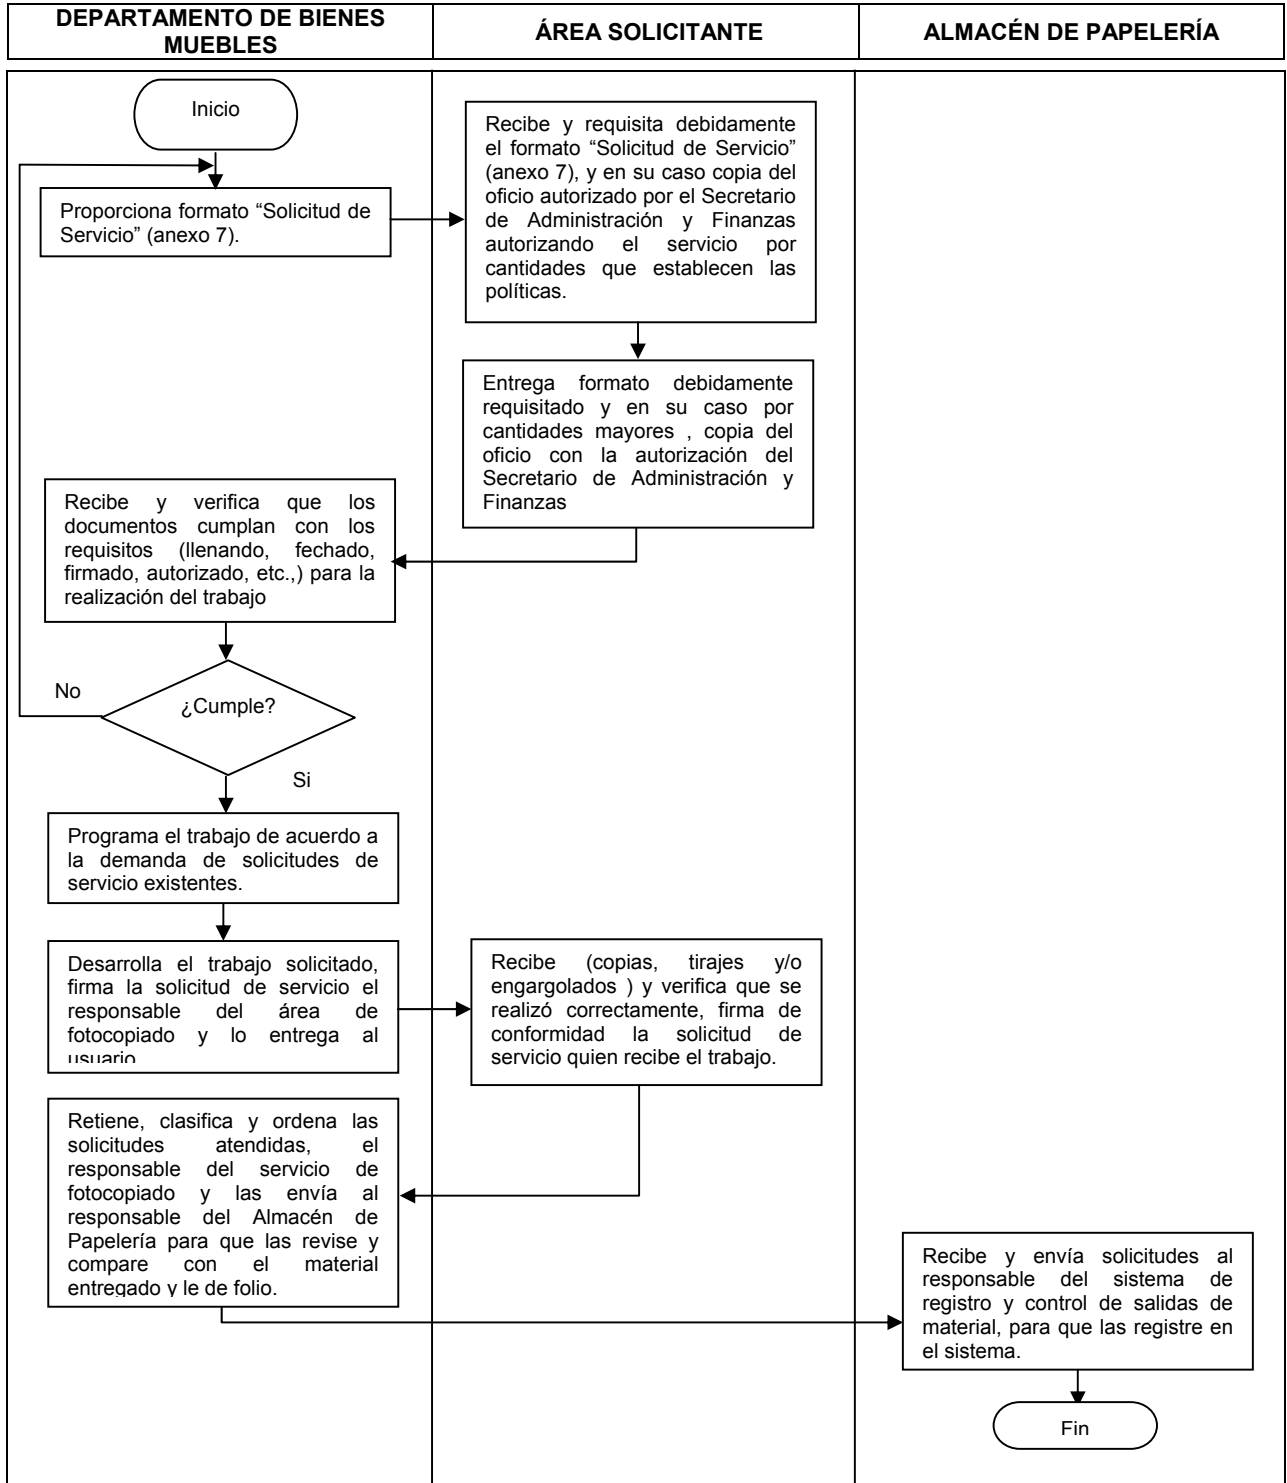 DEPARTAMENTO DE BIENES
MUEBLES
ÁREA SOLICITANTE
ALMACÉN DE PAPELERÍA
Inicio
Proporciona formato “Solicitud de
Servicio” (anexo 7).
Recibe y requisita debidamente
el formato “Solicitud de Servicio”
(anexo 7), y en su caso copia del
oficio autorizado por el Secretario
de Administración y Finanzas
autorizando el servicio por
cantidades que establecen las
políticas.
Entrega formato debidamente
requisitado y en su caso por
cantidades mayores , copia del
oficio con la autorización del
Secretario de Administración y
Finanzas
Recibe y verifica que los
documentos cumplan con los
requisitos (llenando, fechado,
firmado, autorizado, etc.,) para la
realización del trabajo
No
¿Cumple?
Si
Programa el trabajo de acuerdo a
la demanda de solicitudes de
servicio existentes.
Desarrolla el trabajo solicitado,
firma la solicitud de servicio el
responsable del área de
fotocopiado y lo entrega al
usuario
Recibe (copias, tirajes y/o
engargolados ) y verifica que se
realizó correctamente, firma de
conformidad la solicitud de
servicio quien recibe el trabajo.
Retiene, clasifica y ordena las
solicitudes atendidas, el
responsable del servicio de
fotocopiado y las envía al
responsable del Almacén de
Papelería para que las revise y
compare con el material
entregado y le de folio.
Recibe y envía solicitudes al
responsable del sistema de
registro y control de salidas de
material, para que las registre en
el sistema.
Fin